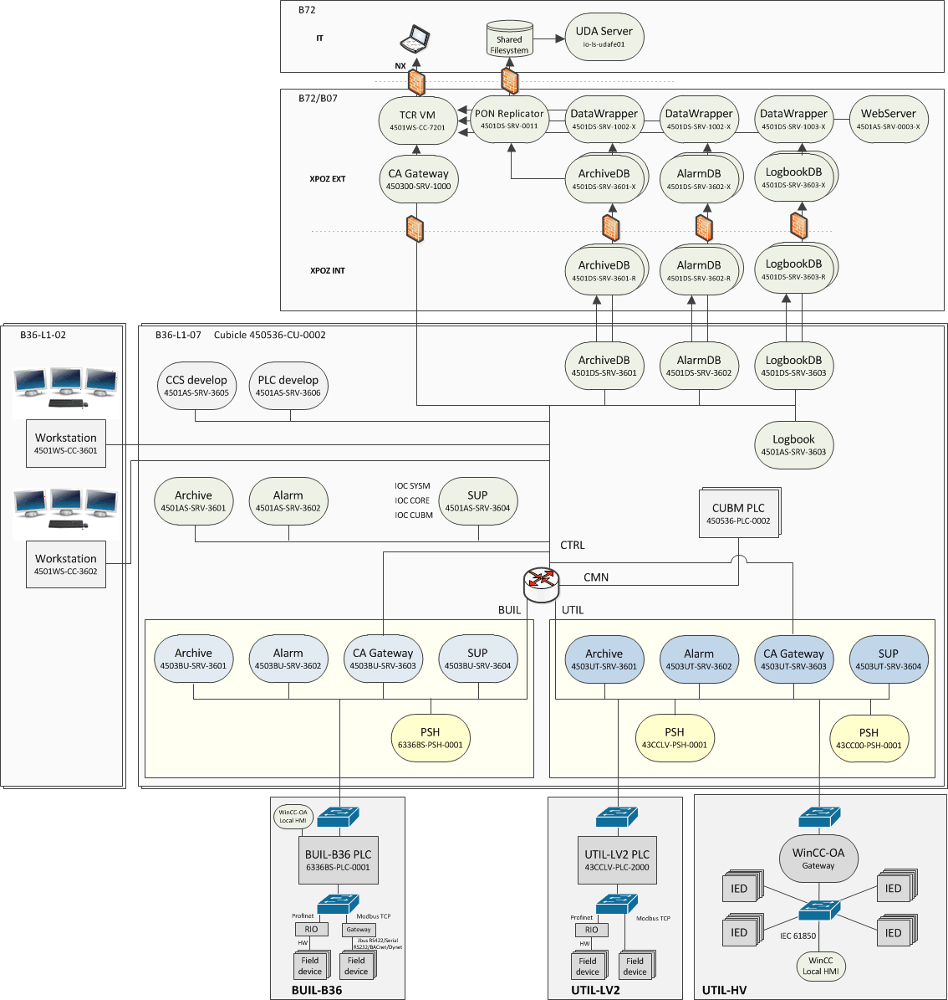 B72
IT
Shared
Filesystem
UDA Server
io-ls-udafe01
NX
B72/B07
TCR VM
4501WS-CC-7201
PON Replicator
4501DS-SRV-0011
DataWrapper
4501DS-SRV-1002-X
DataWrapper
4501DS-SRV-1002-X
DataWrapper
4501DS-SRV-1003-X
WebServer
4501AS-SRV-0003-X
XPOZ EXT
CA Gateway
450300-SRV-1000
ArchiveDB
4501DS-SRV-3601-X
AlarmDB
4501DS-SRV-3602-X
LogbookDB
4501DS-SRV-3603-X
XPOZ INT
ArchiveDB
4501DS-SRV-3601-R
AlarmDB
4501DS-SRV-3602-R
LogbookDB
4501DS-SRV-3603-R
B36-L1-02
B36-L1-07 Cubicle 450536-CU-0002
CCS develop
4501AS-SRV-3605
PLC develop
4501AS-SRV-3606
ArchiveDB
4501DS-SRV-3601
AlarmDB
4501DS-SRV-3602
LogbookDB
4501DS-SRV-3603
Workstation
4501WS-CC-3601
Logbook
4501AS-SRV-3603
Archive
4501AS-SRV-3601
Alarm
4501AS-SRV-3602
IOC SYSM
IOC CORE
IOC CUBM
SUP
4501AS-SRV-3604
CUBM PLC
450536-PLC-0002
Workstation
4501WS-CC-3602
CTRL
CMN
BUIL
UTIL
Archive
4503BU-SRV-3601
Alarm
4503BU-SRV-3602
CA Gateway
4503BU-SRV-3603
SUP
4503BU-SRV-3604
Archive
4503UT-SRV-3601
Alarm
4503UT-SRV-3602
CA Gateway
4503UT-SRV-3603
SUP
4503UT-SRV-3604
PSH
6336BS-PSH-0001
PSH
43CCLV-PSH-0001
PSH
43CC00-PSH-0001
WinCC-OA
Local HMI
BUIL-B36 PLC
6336BS-PLC-0001
Profinet
Modbus TCP
RIO
Gateway
HW
Jbus RS422/Serial
RS232/BACnet/Dynet
Field
device
Field
device
BUIL-B36
UTIL-LV2 PLC
43CCLV-PLC-2000
Profinet
Modbus TCP
RIO
HW
Field
device
Field
device
UTIL-LV2
WinCC-OA
Gateway
IED
IED
IED
IED
IEC 61850
WinCC
Local HMI
UTIL-HV